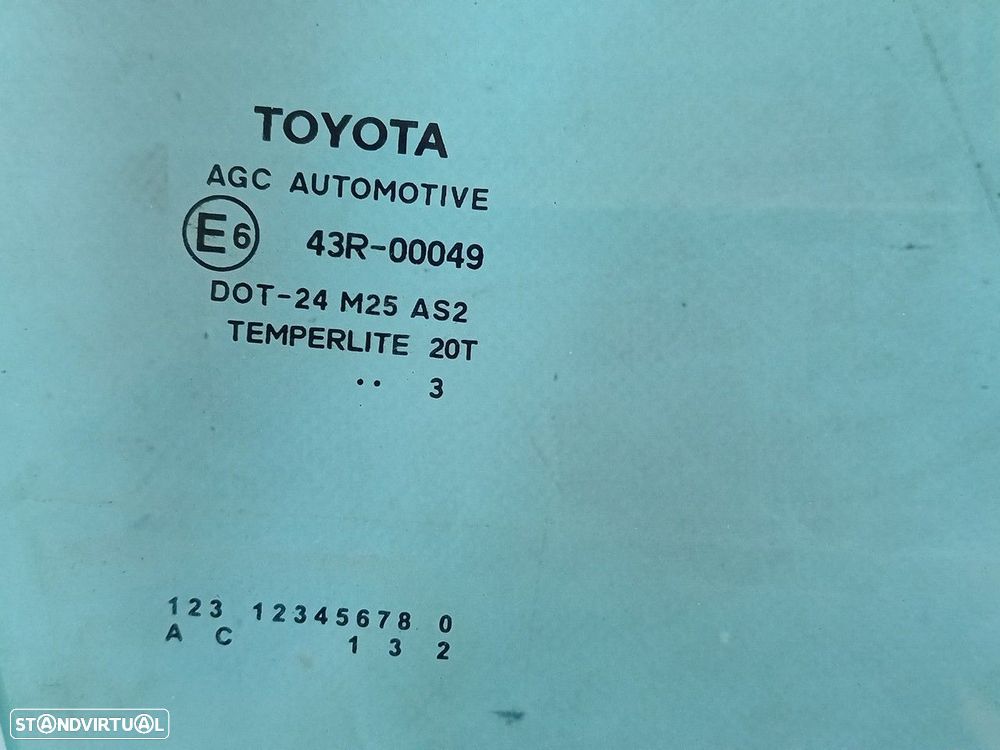 TOYOTA
AGC AUTOMOTIVE
E6 43R-00049
DOT-24 M25 AS2
TEMPERLITE 20T
.. 3
123 12345678 0
A C 1 3 2
STANDVIRTUAL